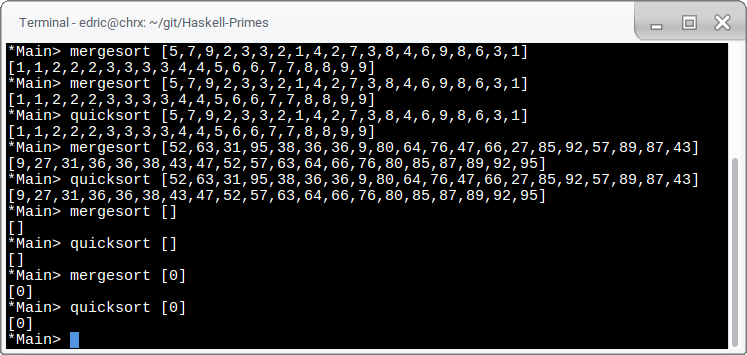 Terminal - edric@chrx: ~/git/Haskell-Primes
*Main> mergesort [5,7,9,2,3,3,2,1,4,2,7,3,8,4,6,9,8,6,3,1]
[1,1,2,2,2,3,3,3,3,4,4,5,6,6,7,7,8,8,9,9]
*Main> mergesort [5,7,9,2,3,3,2,1,4,2,7,3,8,4,6,9,8,6,3,1]
[1,1,2,2,2,3,3,3,3,4,4,5,6,6,7,7,8,8,9,9]
*Main> quicksort [5,7,9,2,3,3,2,1,4,2,7,3,8,4,6,9,8,6,3,1]
[1,1,2,2,2,3,3,3,3,4,4,5,6,6,7,7,8,8,9,9]
*Main> mergesort [52,63,31,95,38,36,36,9,80,64,76,47,66,27,85,92,57,89,87,43]
[9,27,31,36,36,38,43,47,52,57,63,64,66,76,80,85,87,89,92,95]
*Main> quicksort [52,63,31,95,38,36,36,9,80,64,76,47,66,27,85,92,57,89,87,43]
[9,27,31,36,36,38,43,47,52,57,63,64,66,76,80,85,87,89,92,95]
*Main> mergesort []
[]
*Main> quicksort []
[]
*Main> mergesort [0]
[0]
*Main> quicksort [0]
[0]
*Main>